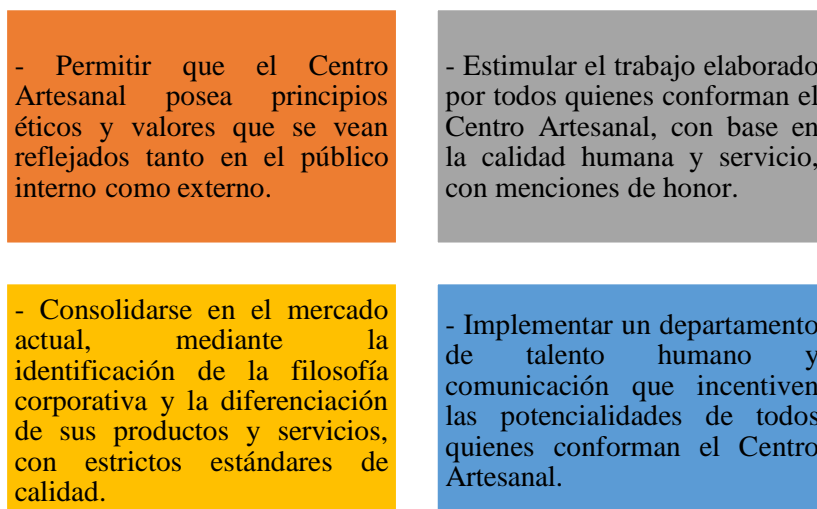 - Permitir que el Centro
Artesanal posea principios
éticos y valores que se vean
reflejados tanto en el público
interno como externo.
- Estimular el trabajo elaborado
por todos quienes conforman el
Centro Artesanal, con base en
la calidad humana y servicio,
con menciones de honor.
- Consolidarse en el mercado
actual, mediante la
identificación de la filosofía
corporativa y la diferenciación
de sus productos y servicios,
con estrictos estándares de
calidad.
- Implementar un departamento
de talento humano y
comunicación que incentiven
las potencialidades de todos
quienes conforman el Centro
Artesanal.